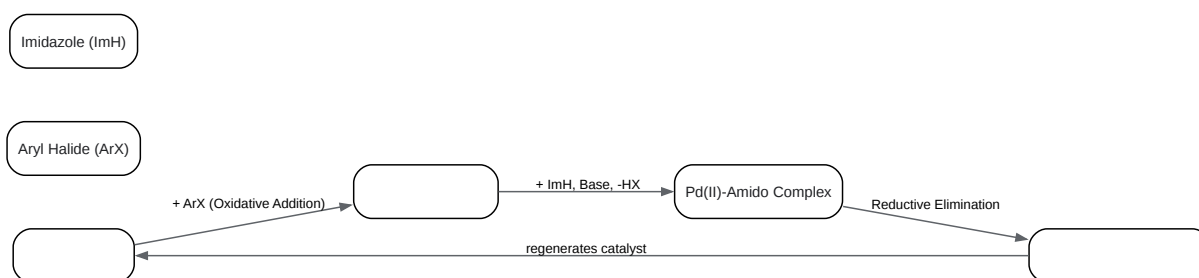 Imidazole (ImH)
Aryl Halide (ArX)
+ ArX (Oxidative Addition)
+ ImH, Base, -HX
Pd(II)-Amido Complex
Reductive Elimination
regenerates catalyst